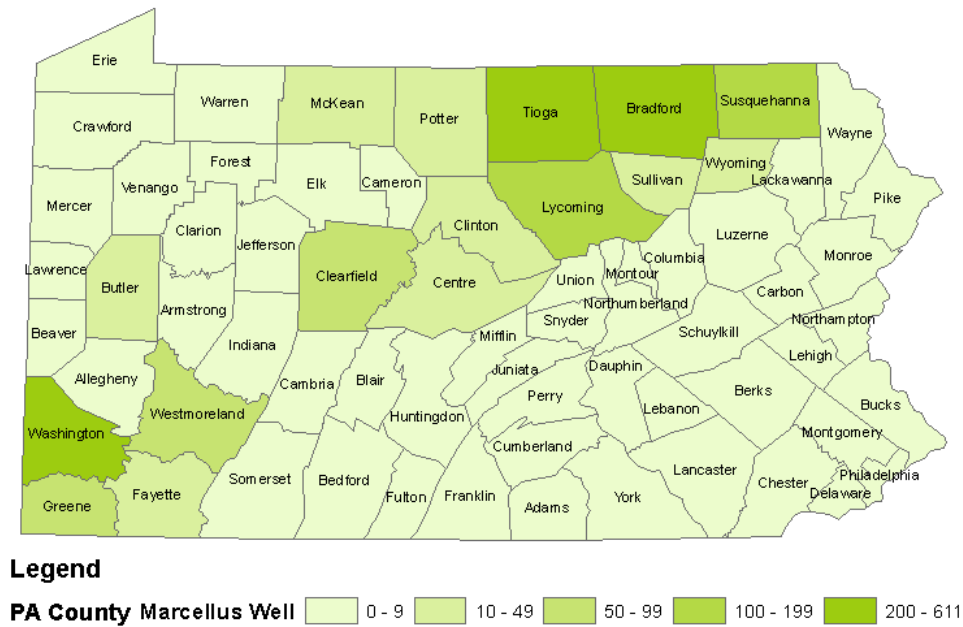 Erie
Warren
McKean
Potter
Tioga
Bradford
Susquehanna
Wayne
Crawford
Forest
Elk
Cameron
Wyoming
Lackawanna
Sullivan
Pike
Venango
Mercer
Lycoming
Clinton
Clarion
Jefferson
Luzerne
Lawrence
Clearfield
Centre
Columbia
Monroe
Union
Montour
Butler
Armstrong
Carbon
Northumberland
Northampton
Snyder
Beaver
Indiana
Mifflin
Schuylkill
Lehigh
Allegheny
Cambria
Blair
Juniata
Dauphin
Perry
Berks
Bucks
Westmoreland
Huntingdon
Lebanon
Washington
Montgomery
Cumberland
Somerset
Bedford
Lancaster
Philadelphia
Chester
Delaware
Greene
Fayette
Fulton
Franklin
Adams
York
Legend
PA County Marcellus Well 0 - 9 10 - 49 50 - 99 100 - 199 200 - 611